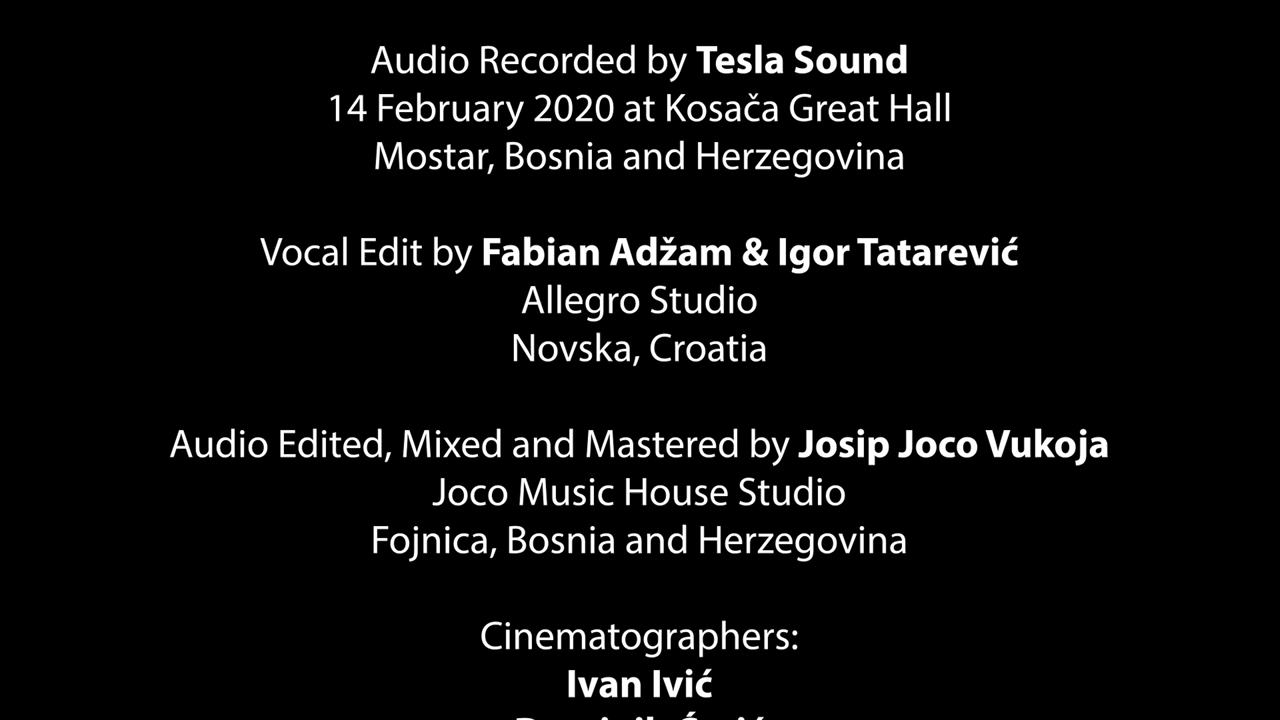 Audio Recorded by Tesla Sound
14 February 2020 at Kosača Great Hall
Mostar, Bosnia and Herzegovina
Vocal Edit by Fabian Adžam & Igor Tatarević
Allegro Studio
Novska, Croatia
Audio Edited, Mixed and Mastered by Josip Joco Vukoja
Joco Music House Studio
Fojnica, Bosnia and Herzegovina
Cinematographers:
Ivan Ivić